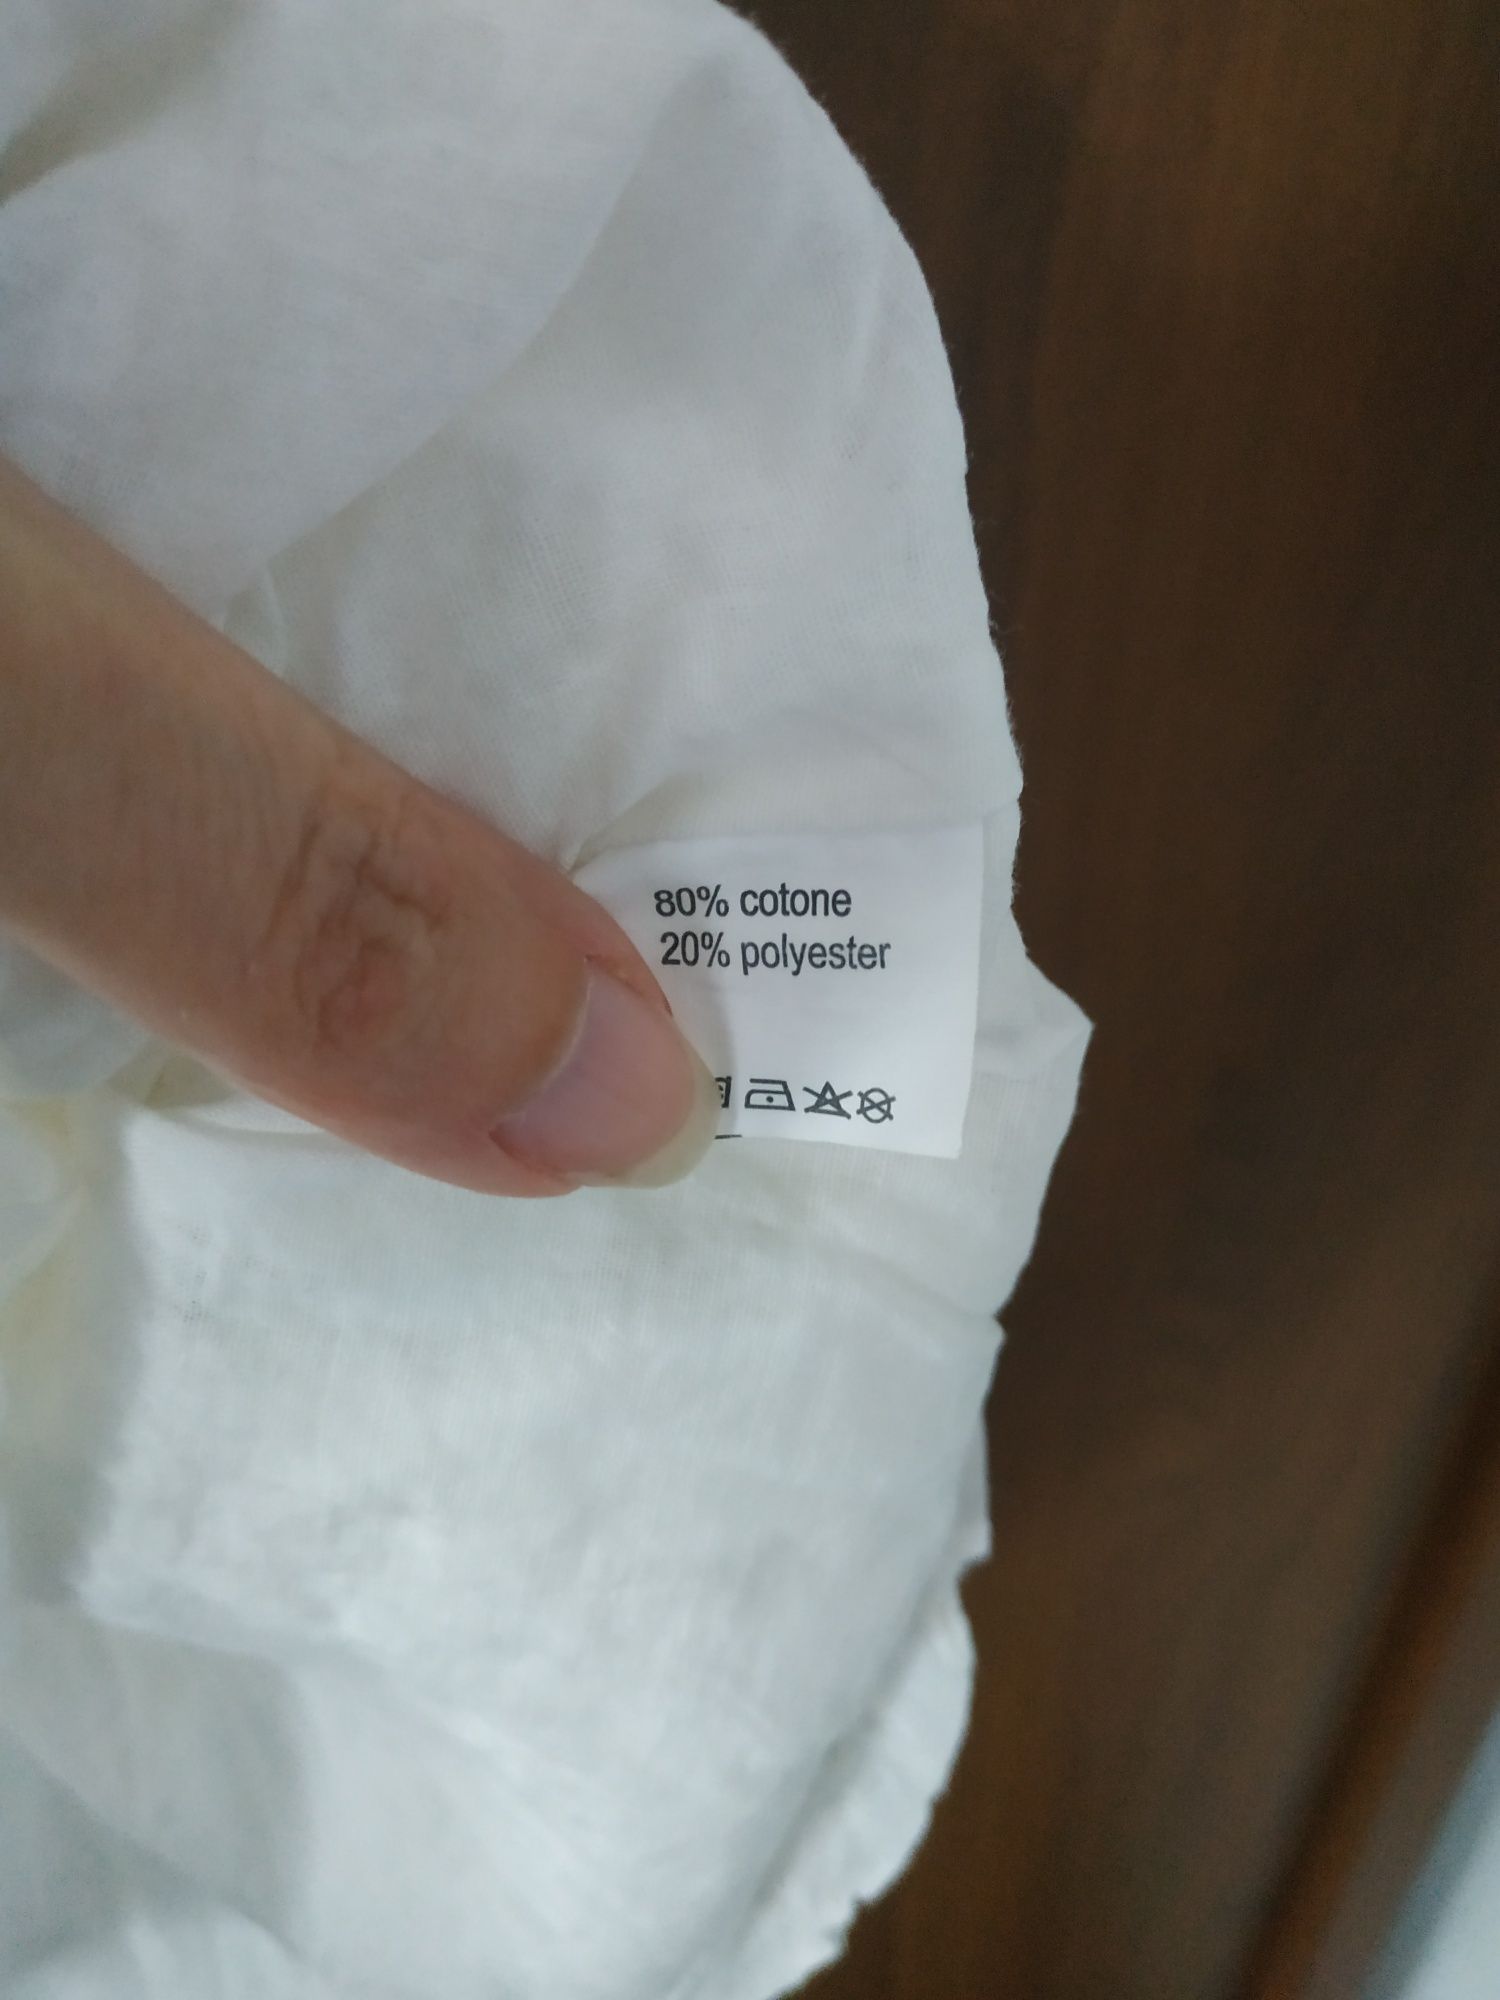 80% cotone
20% polyester